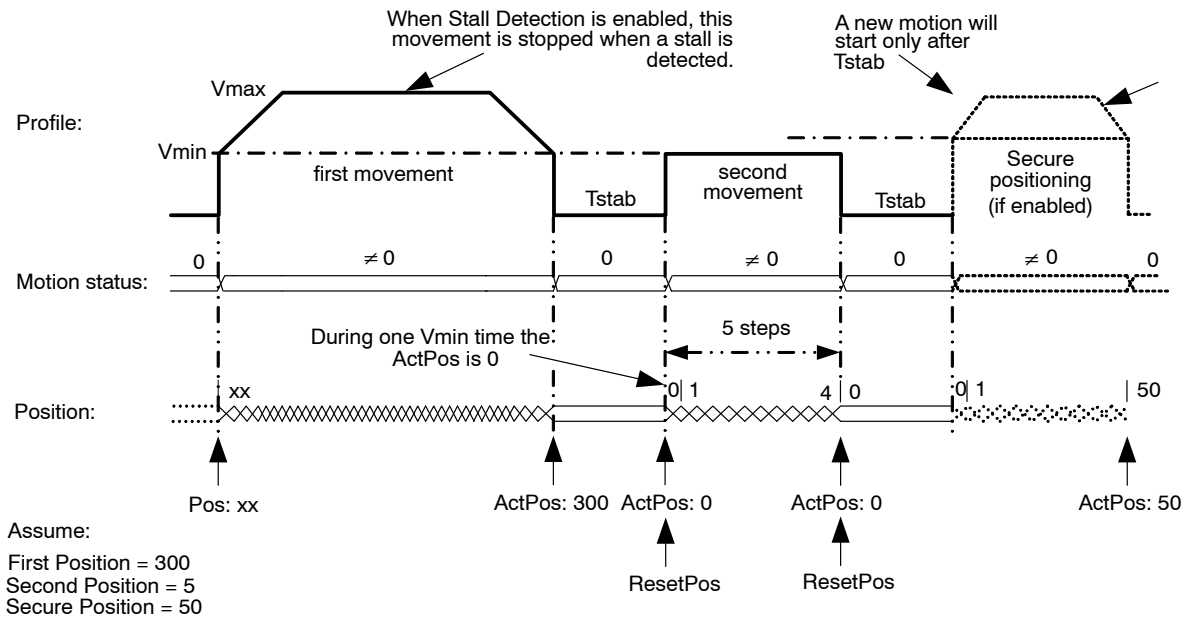 When Stall Detection is enabled, this
movement is stopped when a stall is
detected.
A new motion will
start only after
Tstab
Vmax
Profile:
Vmin
first movement
Tstab
second
movement
Tstab
Secure
positioning
(if enabled)
Motion status:
0
≠ 0
0
≠ 0
0
≠ 0
0
During one Vmin time the
ActPos is 0
5 steps
Position:
xx
0 1
4 0
0 1
50
Pos: xx
ActPos: 300
ActPos: 0
ActPos: 0
ActPos: 50
Assume:
First Position = 300
Second Position = 5
Secure Position = 50
ResetPos
ResetPos